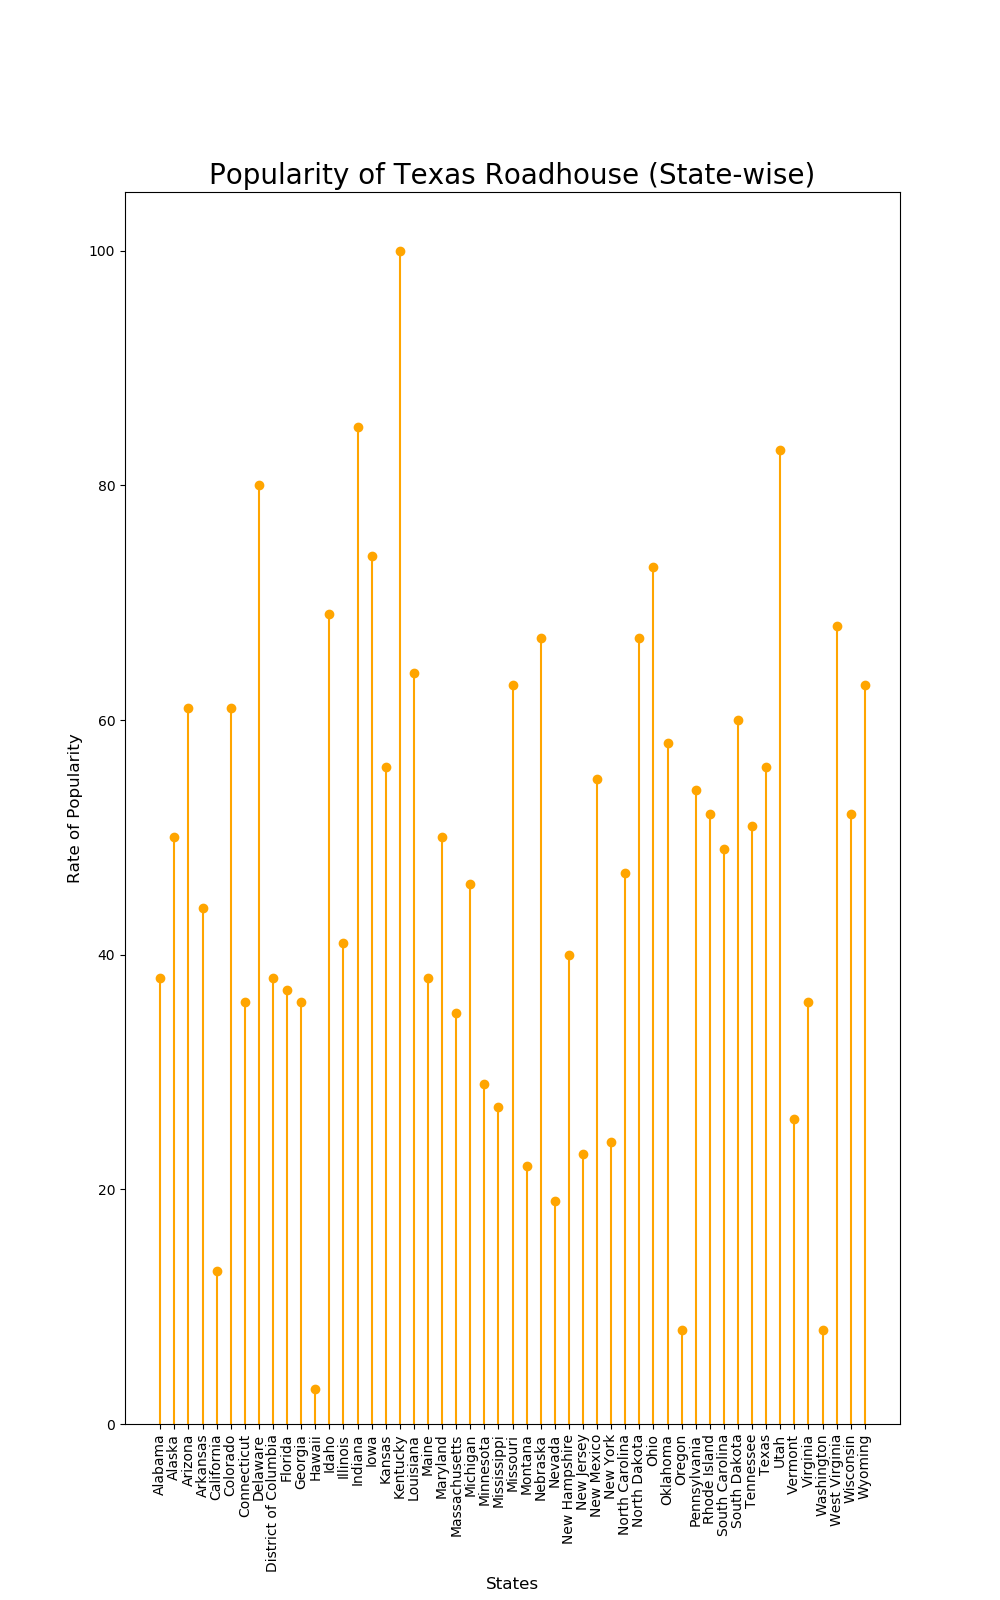 Popularity of Texas Roadhouse (State-wise)
100
80
60
40
20
0
Rate of Popularity
Alabama
Alaska
Arizona
Arkansas
California
Colorado
Connecticut
Delaware
District of Columbia
Florida
Georgia
Hawaii
Idaho
Illinois
Indiana
Iowa
Kansas
Kentucky
Louisiana
Maine
Maryland
Massachusetts
Michigan
Minnesota
Mississippi
Missouri
Montana
Nebraska
Nevada
New Hampshire
New Jersey
New Mexico
New York
North Carolina
North Dakota
Ohio
Oklahoma
Oregon
Pennsylvania
Rhode Island
South Carolina
South Dakota
Tennessee
Texas
Utah
Vermont
Virginia
Washington
West Virginia
Wisconsin
Wyoming
States